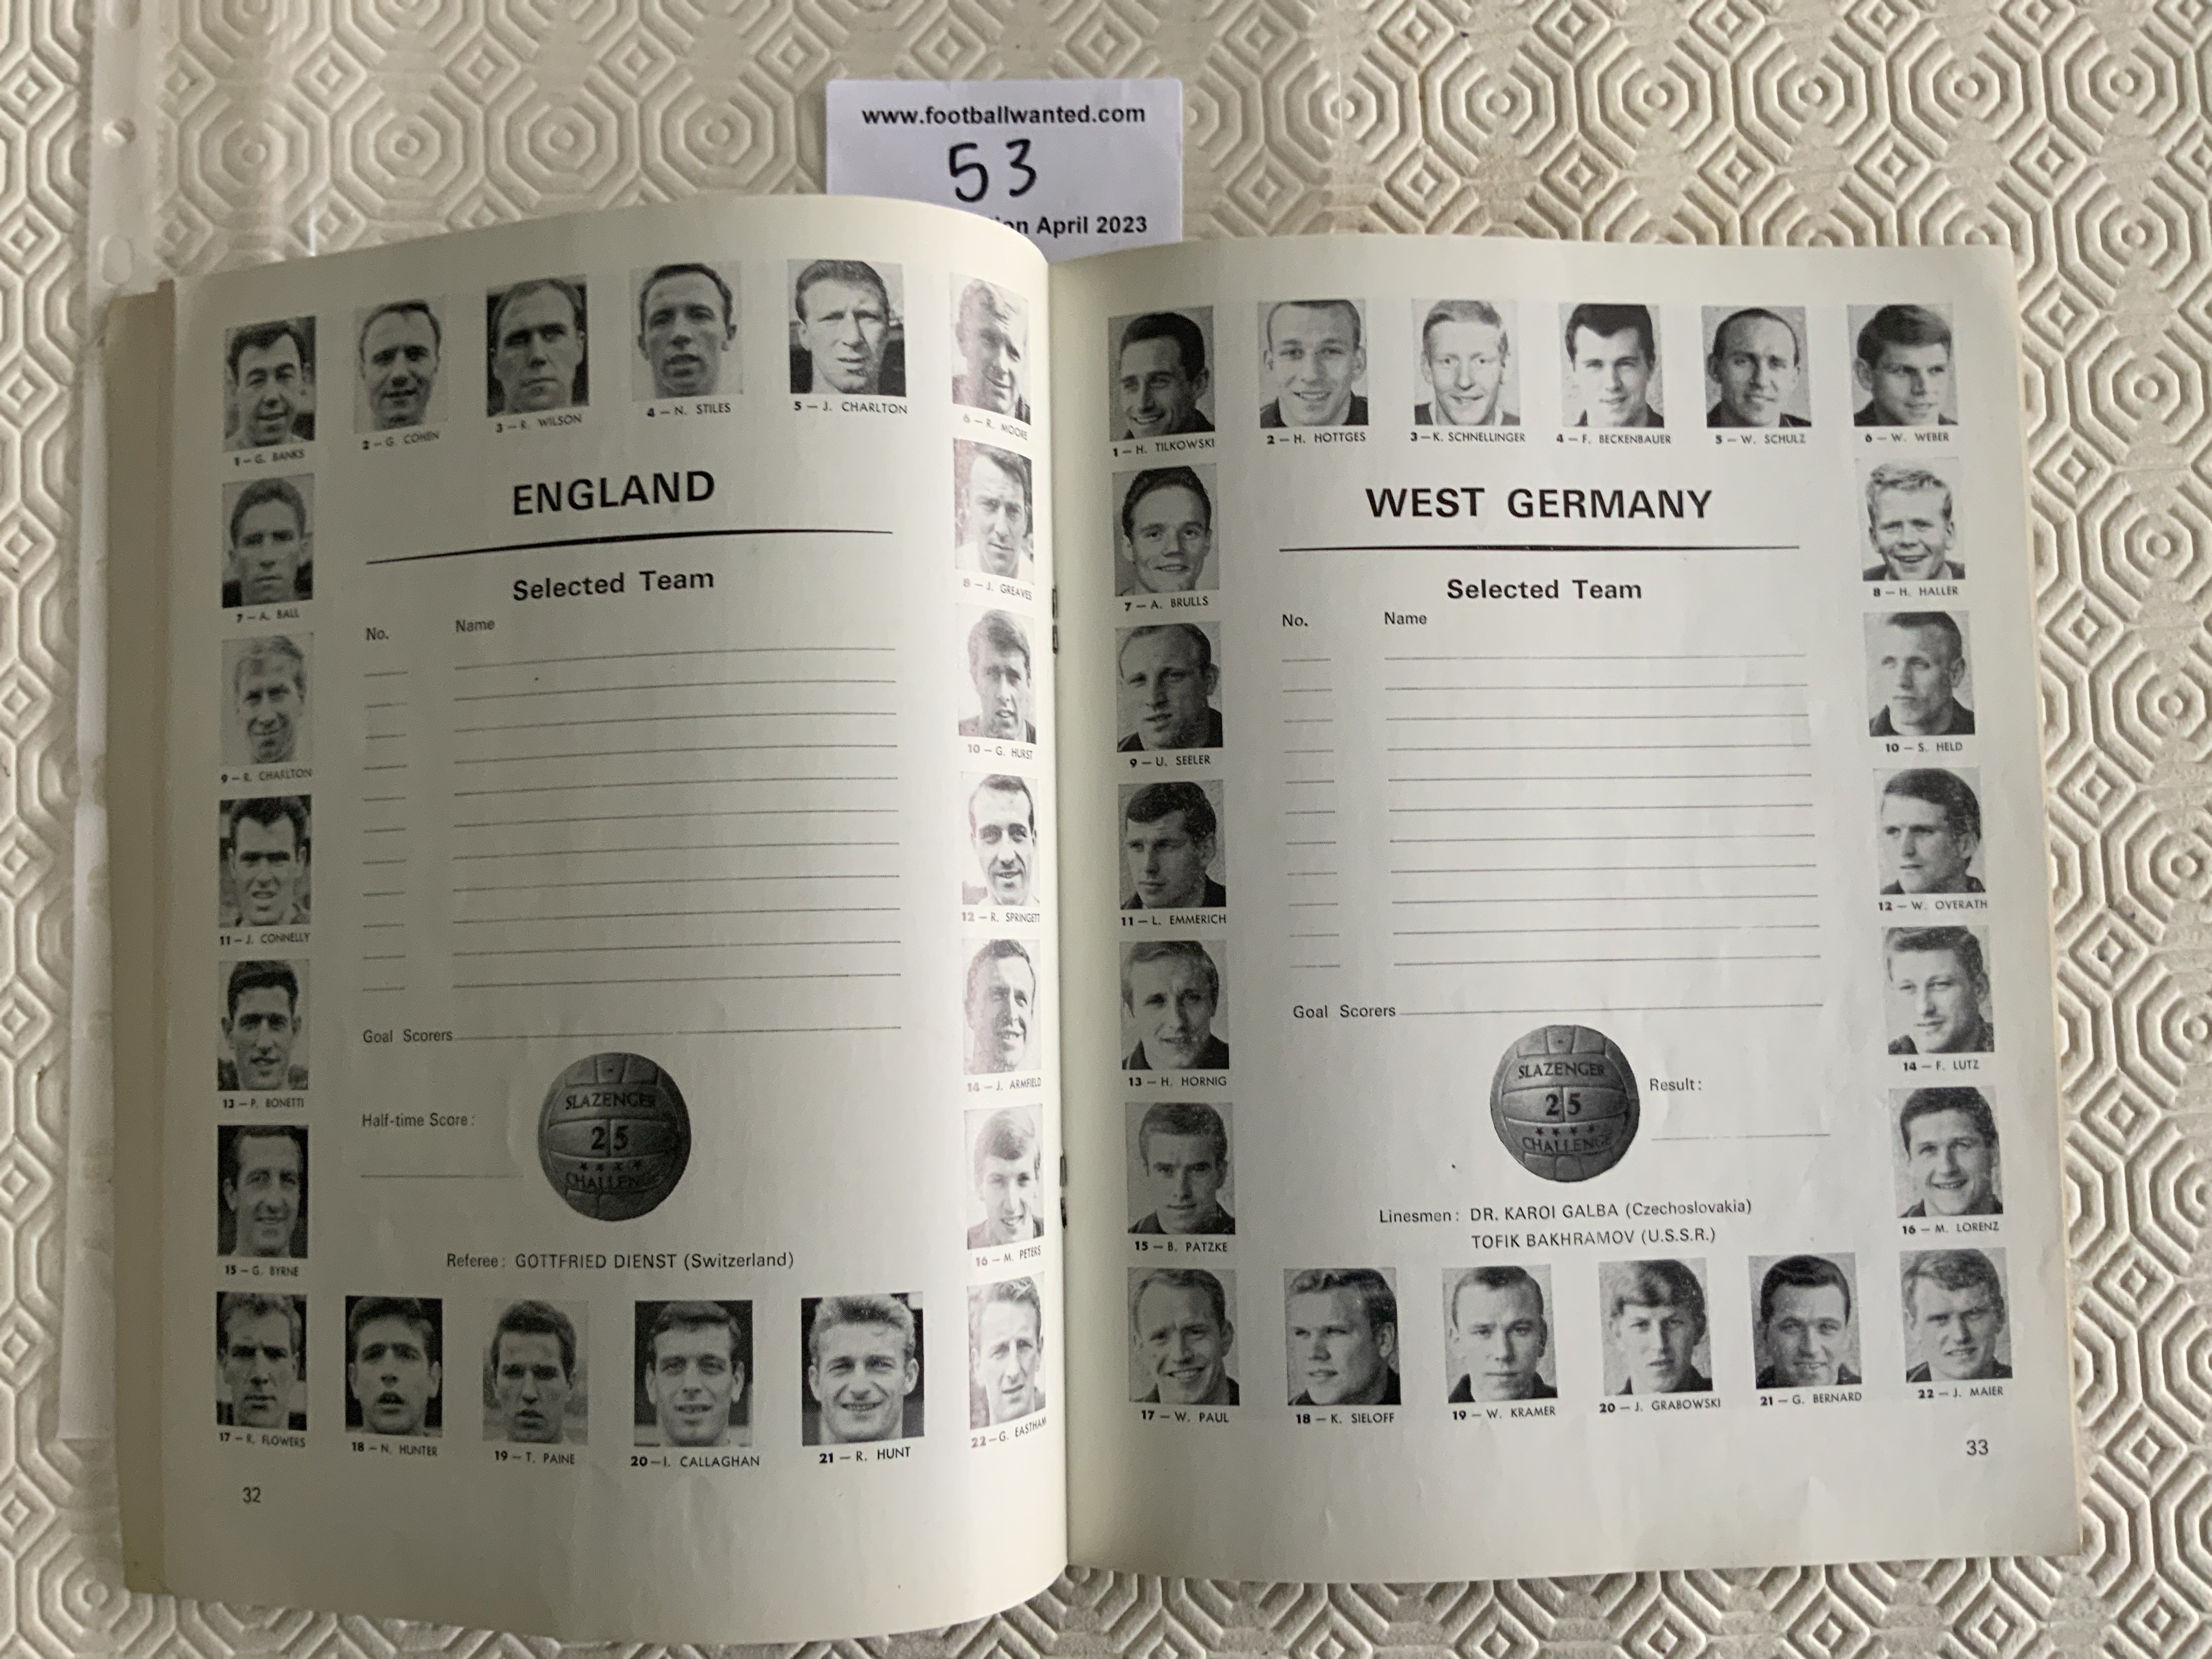 www.footballwanted.com
53
on April 2023
1 — G. BANKS
2 — G. COHEN
3 — R. WILSON
4 — N. STILES
5 — J. CHARLTON
6 — R. MOORE
ENGLAND
7 — A. BALL
8 — J. GREAVES
Selected Team
No. Name
9 — R. CHARLTON
10 — G. HURST
11 — J. CONNELLY
12 — R. SPRINGETT
13 — P. BONETTI
14 — J. ARMFIELD
Goal Scorers
Half-time Score:
SLAZENGER
25
CHALLENGE
15 — G. BYRNE
16 — M. PETERS
Referee: GOTTFRIED DIENST (Switzerland)
17 — R. FLOWERS
18 — N. HUNTER
19 — T. PAINE
20 — I. CALLAGHAN
21 — R. HUNT
22 — G. EASTHAM
32
1 — H. TILKOWSKI
2 — H. HOTTGES
3 — K. SCHNELLINGER
4 — F. BECKENBAUER
5 — W. SCHULZ
6 — W. WEBER
WEST GERMANY
7 — A. BRULLS
8 — H. HALLER
Selected Team
No. Name
9 — U. SEELER
10 — S. HELD
11 — L. EMMERICH
12 — W. OVERATH
13 — H. HORNIG
14 — F. LUTZ
Goal Scorers
SLAZENGER
25
CHALLENGE
Result:
15 — B. PATZKE
16 — M. LORENZ
Linesmen: DR. KAROI GALBA (Czechoslovakia)
TOFIK BAKHRAMOV (U.S.S.R.)
17 — W. PAUL
18 — K. SIELOFF
19 — W. KRAMER
20 — J. GRABOWSKI
21 — G. BERNARD
22 — J. MAIER
33